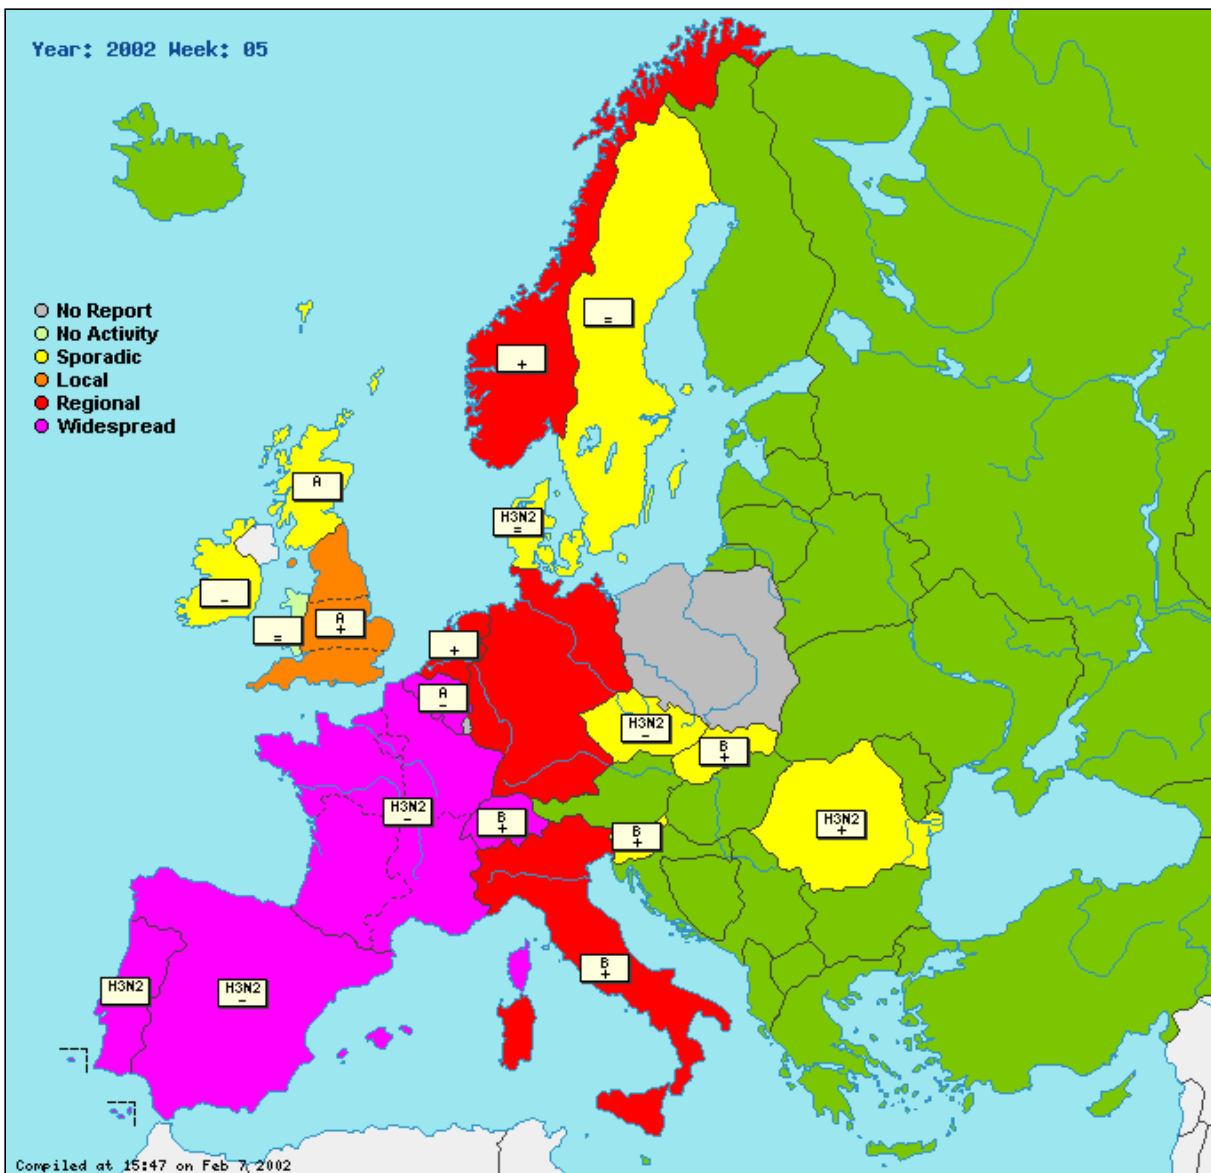 Year: 2002 Week: 05
No Report
No Activity
Sporadic
Local
Regional
Widespread
=
+
A
H3N2
=
-
=
A
+
+
A
-
H3N2
-
B
+
H3N2
-
B
+
B
+
H3N2
+
B
+
H3N2
H3N2
-
Compiled at 15:47 on Feb 7 2002